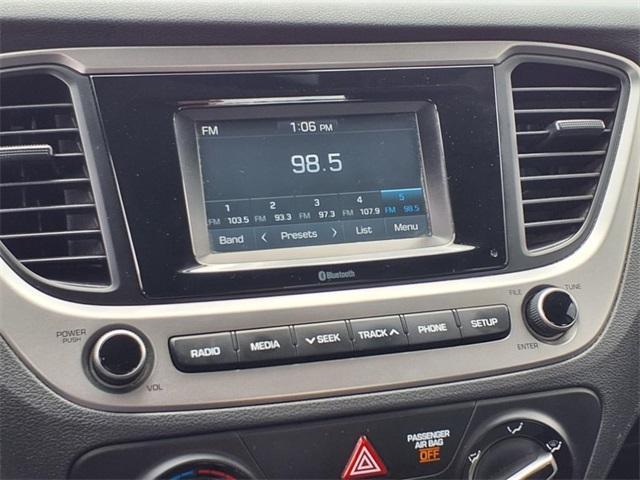 FM 1:06 PM
98.5
1 2 3 4 5
FM 103.5 FM 93.3 FM 97.3 FM 107.9 FM 98.5
Band < Presets > List Menu
Bluetooth
POWER
PUSH
VOL
RADIO MEDIA ∨ SEEK TRACK ∧ PHONE SETUP
FILE TUNE
ENTER
PASSENGER
AIR BAG
OFF